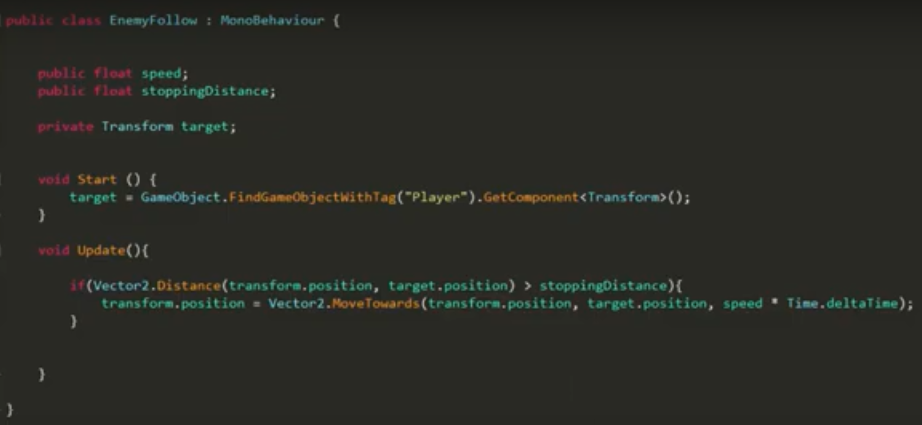 public class EnemyFollow : MonoBehaviour {
public float speed;
public float stoppingDistance;
private Transform target;
void Start () {
target = GameObject.FindGameObjectWithTag("Player").GetComponent<Transform>();
}
void Update(){
if(Vector2.Distance(transform.position, target.position) > stoppingDistance){
transform.position = Vector2.MoveTowards(transform.position, target.position, speed * Time.deltaTime);
}
}
}